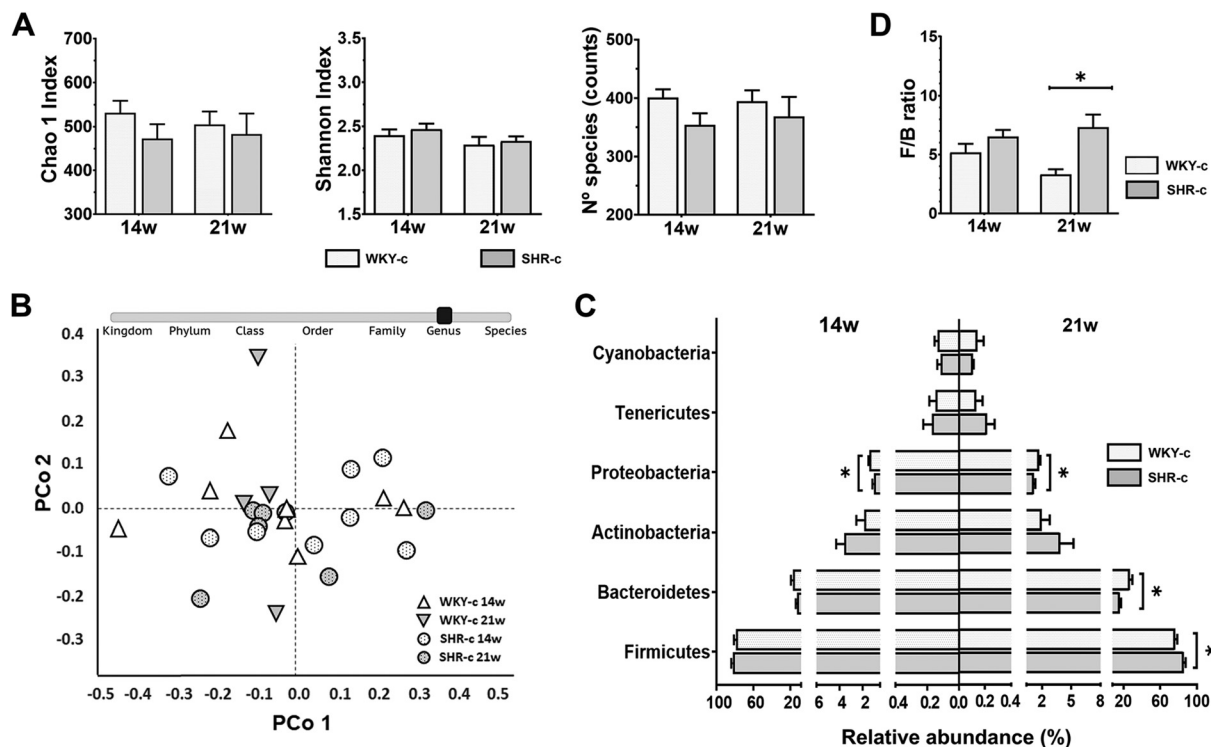 A
Chao 1 Index
700
600
500
400
300
14w 21w
Shannon Index
3.5
3.0
2.5
2.0
1.5
14w 21w
Nº species (counts)
500
400
300
200
14w 21w
WKY-c SHR-c
D
F/B ratio
15
10
5
0
*
14w 21w
WKY-c
SHR-c
B
Kingdom Phylum Class Order Family Genus Species
PCo 2
0.4
0.3
0.2
0.1
0.0
-0.1
-0.2
-0.3
WKY-c 14w
WKY-c 21w
SHR-c 14w
SHR-c 21w
-0.5 -0.4 -0.3 -0.2 -0.1 0.0 0.1 0.2 0.3 0.4 0.5
PCo 1
C
14w 21w
Cyanobacteria
Tenericutes
Proteobacteria
* *
Actinobacteria
Bacteroidetes
*
Firmicutes
*
WKY-c
SHR-c
100 60 20 6 4 2 0.4 0.2 0.0 0.2 0.4 2 5 8 20 60 100
Relative abundance (%)